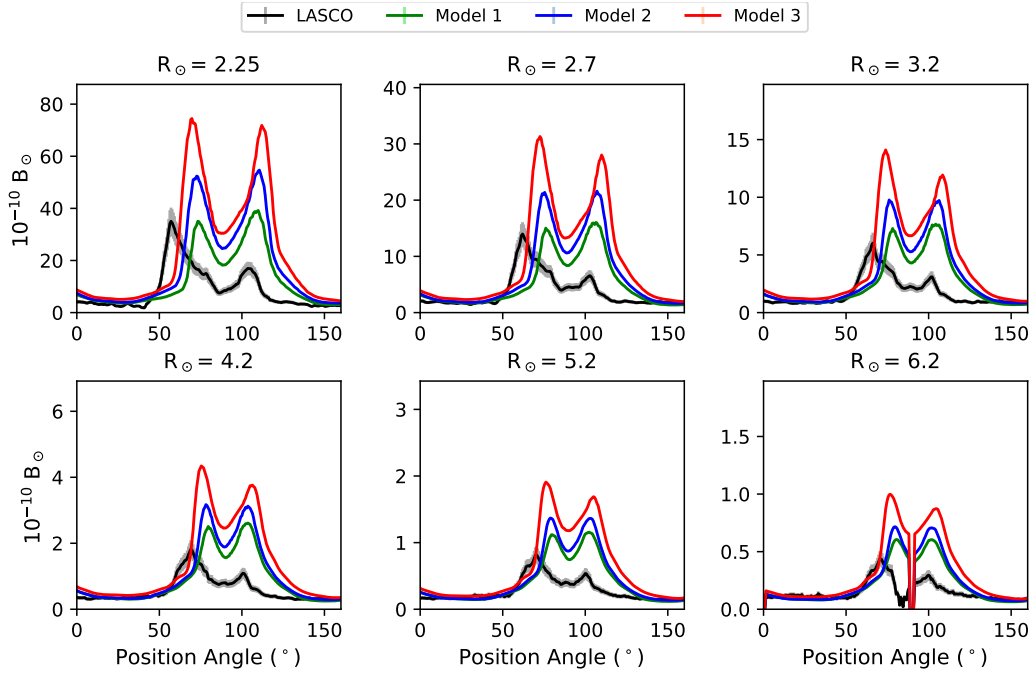 LASCO Model 1 Model 2 Model 3
R⊙ = 2.25 R⊙ = 2.7 R⊙ = 3.2
10⁻¹⁰ B⊙
80
60
40
20
0
0 50 100 150
40
30
20
10
0
0 50 100 150
15
10
5
0
0 50 100 150
R⊙ = 4.2 R⊙ = 5.2 R⊙ = 6.2
10⁻¹⁰ B⊙
6
4
2
0
0 50 100 150
Position Angle (°)
3
2
1
0
0 50 100 150
Position Angle (°)
1.5
1.0
0.5
0.0
0 50 100 150
Position Angle (°)